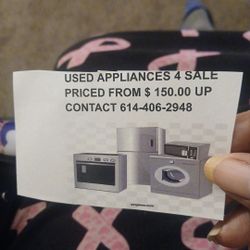 USED APPLIANCES 4 SALE
PRICED FROM $ 150.00 UP
CONTACT 614-406-2948